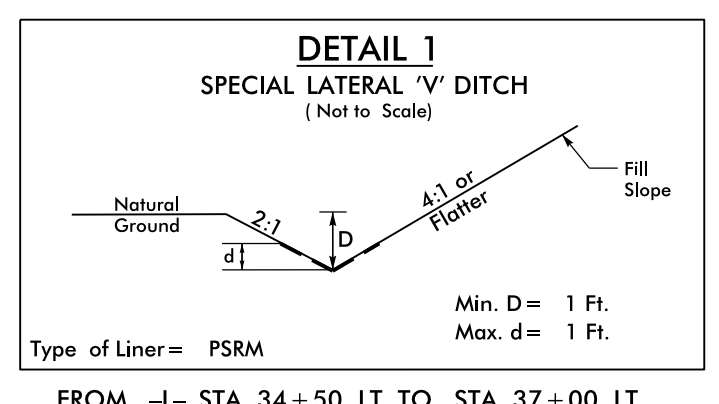 DETAIL 1
SPECIAL LATERAL 'V' DITCH
( Not to Scale)
Natural
Ground
2:1
D
d
4:1 or
Flatter
Fill
Slope
Min. D = 1 Ft.
Max. d = 1 Ft.
Type of Liner = PSRM
FROM -L- STA. 34+50 LT TO STA. 37+00 LT